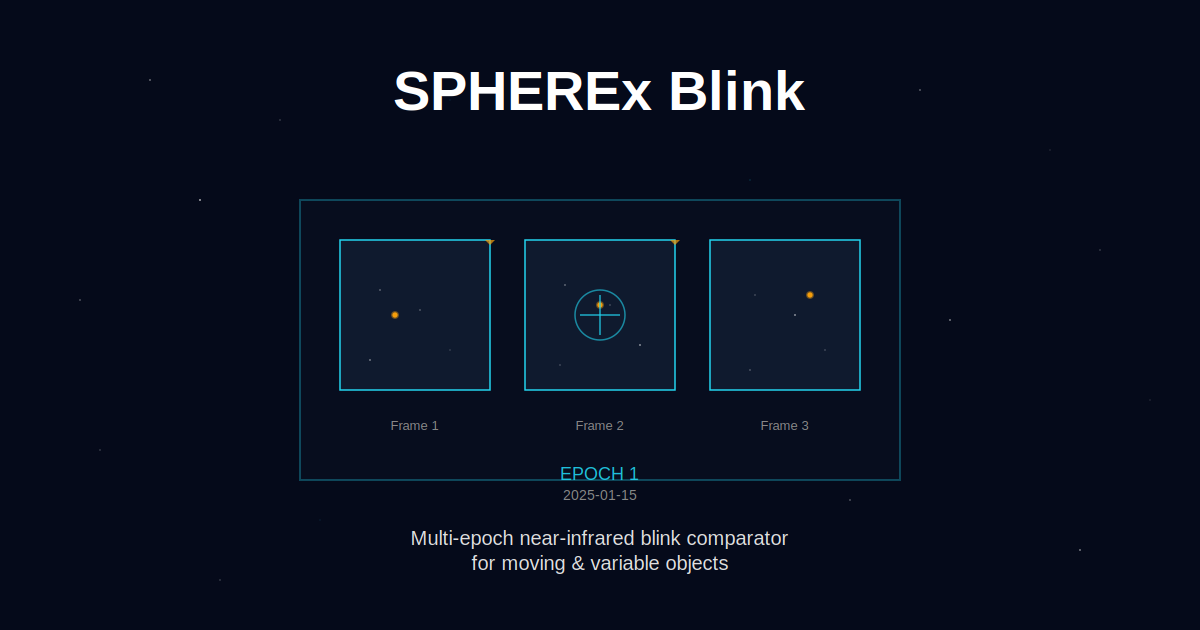 SPHEREx Blink
Frame 1
Frame 2
Frame 3
EPOCH 1
2025-01-15
Multi-epoch near-infrared blink comparator
for moving & variable objects